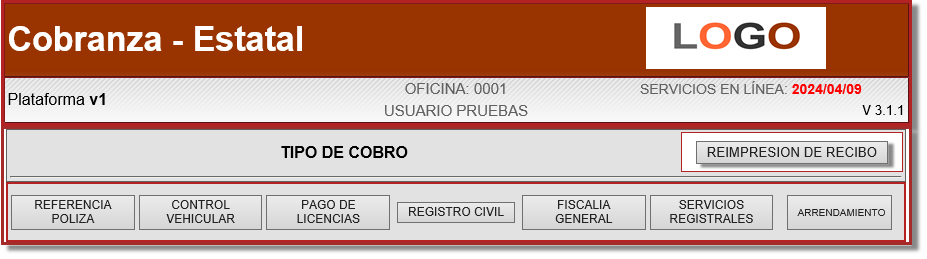 Cobranza - Estatal
LOGO
Plataforma v1
OFICINA: 0001
USUARIO PRUEBAS
SERVICIOS EN LÍNEA: 2024/04/09
V 3.1.1
TIPO DE COBRO
REIMPRESION DE RECIBO
REFERENCIA
POLIZA
CONTROL
VEHICULAR
PAGO DE
LICENCIAS
REGISTRO CIVIL
FISCALIA
GENERAL
SERVICIOS
REGISTRALES
ARRENDAMIENTO